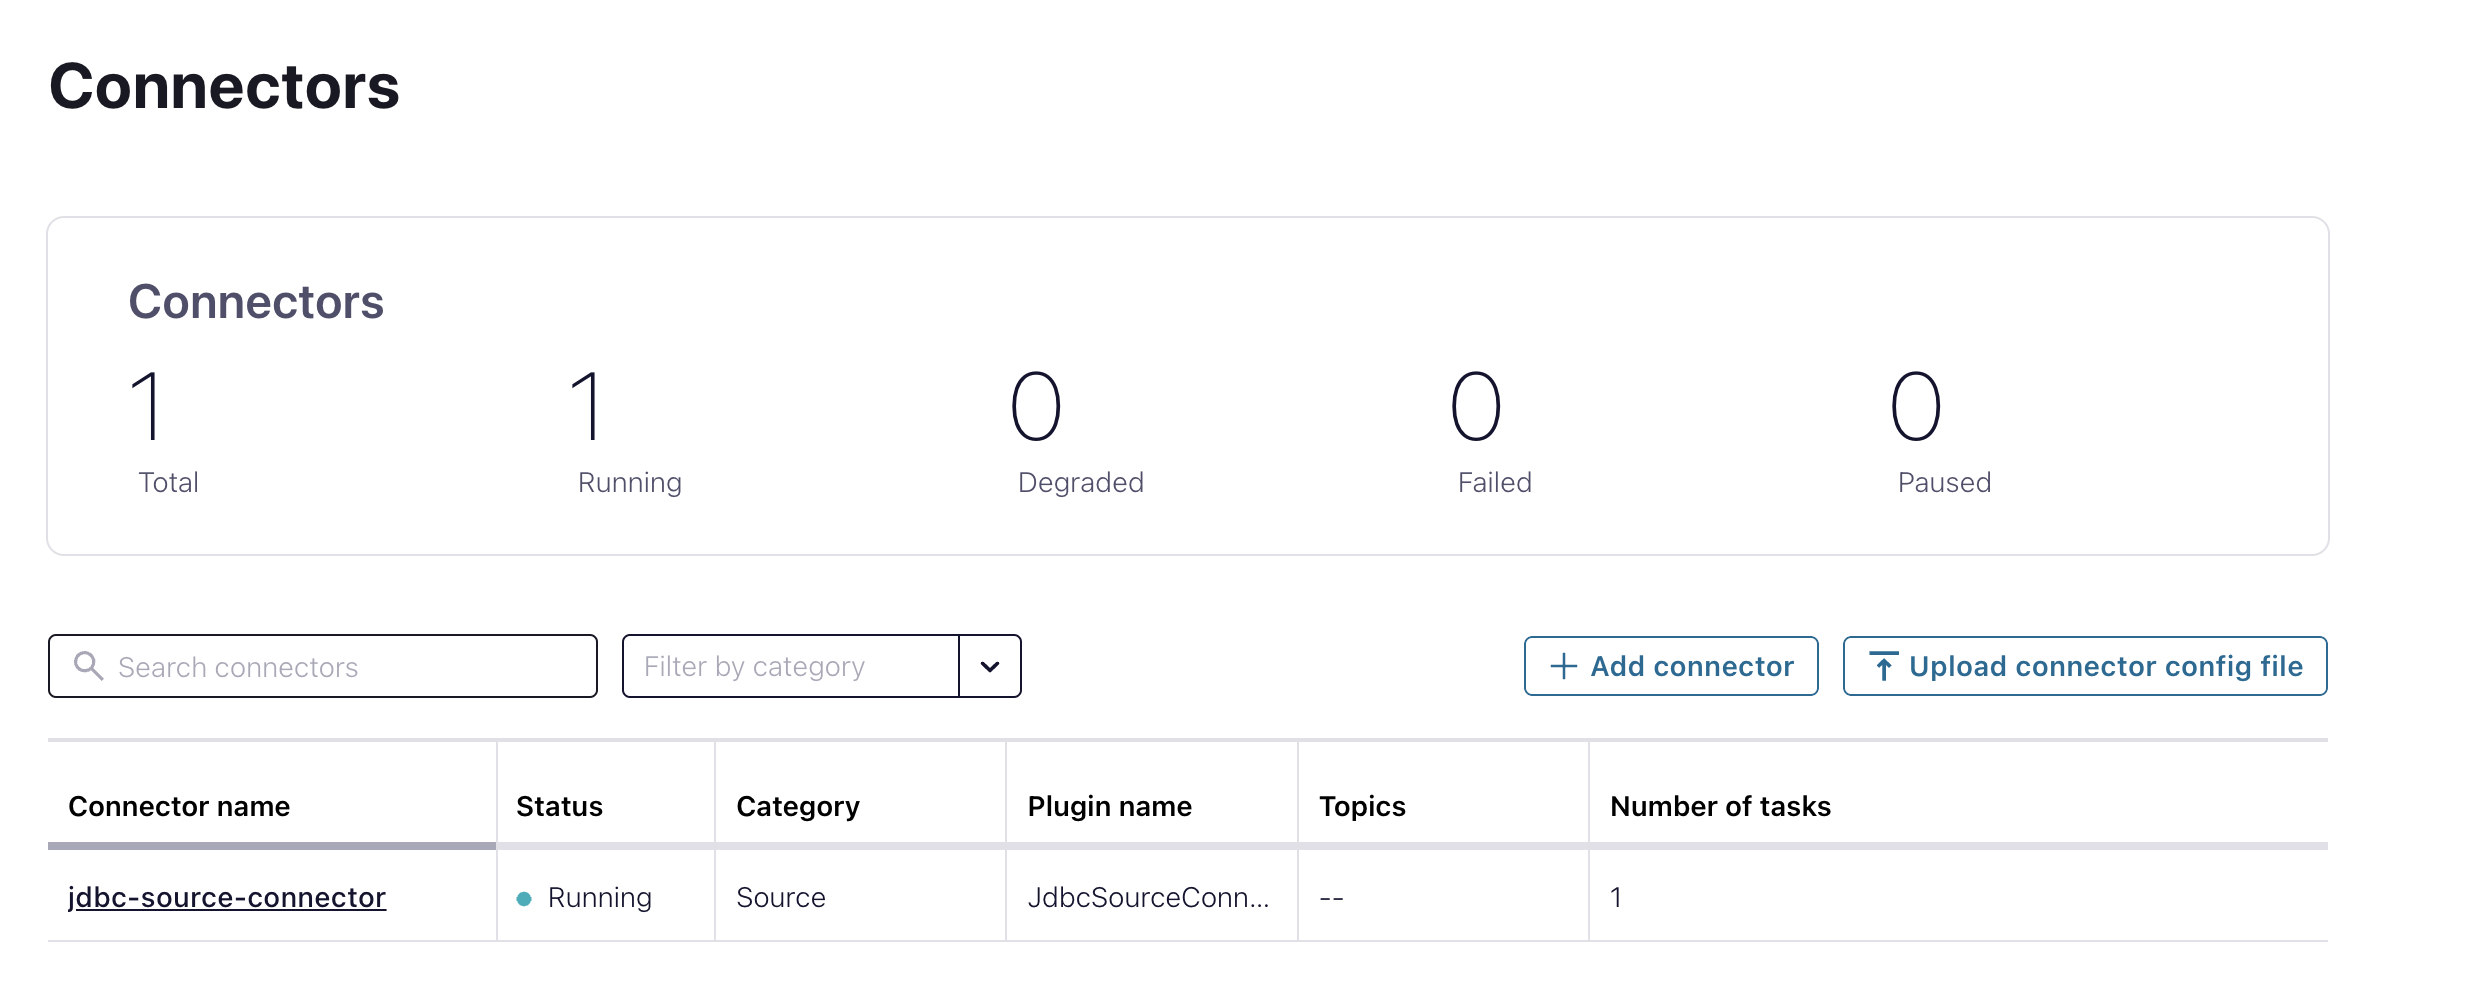 Connectors
Connectors
1 1 0 0 0
Total Running Degraded Failed Paused
Search connectors Filter by category Add connector Upload connector config file
Connector name Status Category Plugin name Topics Number of tasks
jdbc-source-connector Running Source JdbcSourceConn... -- 1